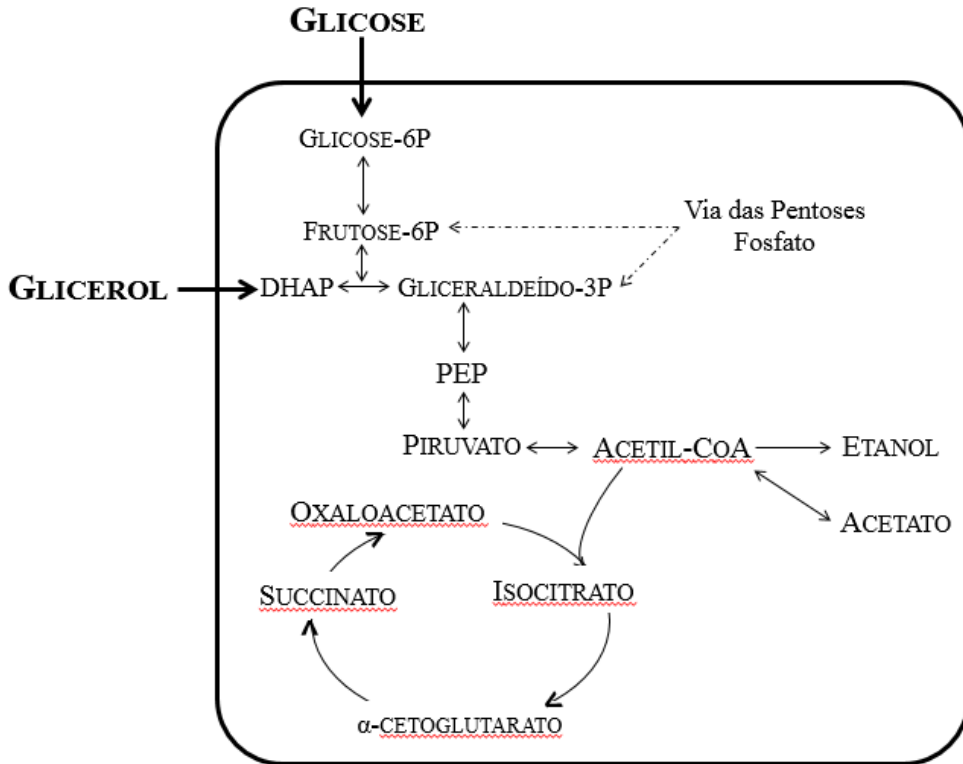 GLICOSE
GLICOSE-6P
FRUTOSE-6P
Via das Pentoses
Fosfato
GLICEROL
DHAP
GLICERALDEÍDO-3P
PEP
PIRUVATO
ACETIL-COA
ETANOL
OXALOACETATO
ACETATO
SUCCINATO
ISOCITRATO
α-CETOGLUTARATO